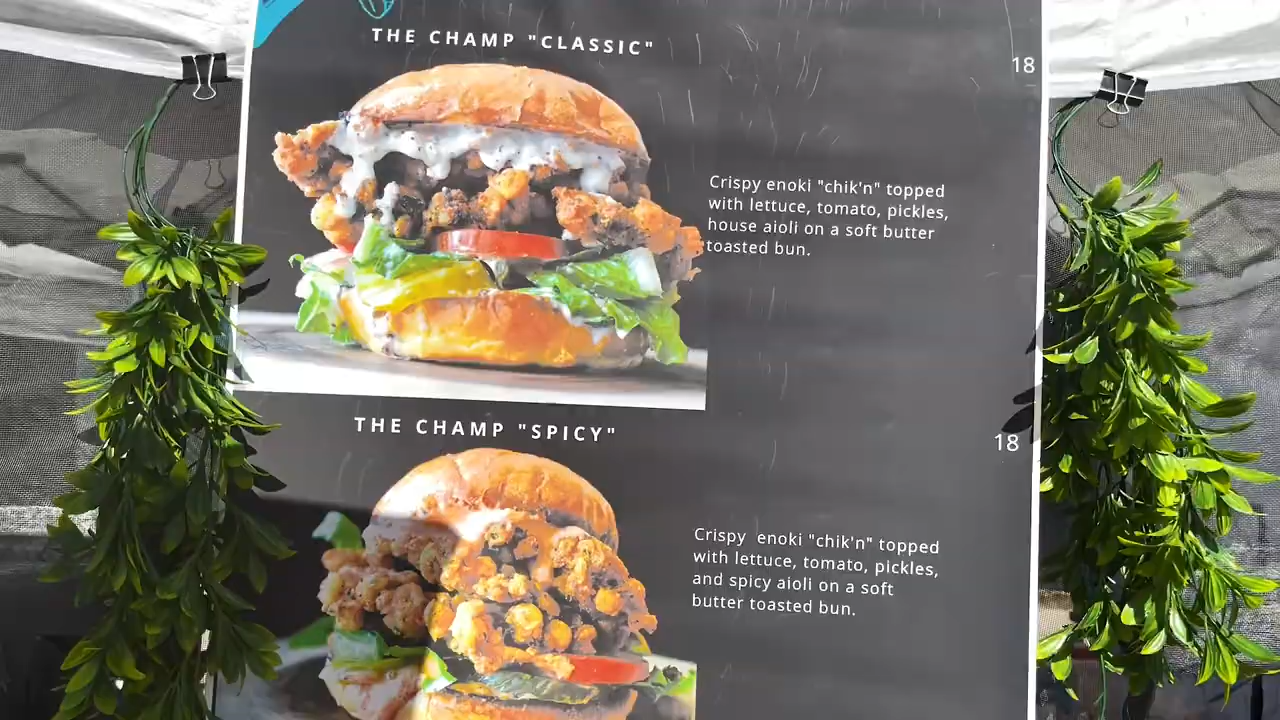 THE CHAMP "CLASSIC"
18
Crispy enoki "chik'n" topped
with lettuce, tomato, pickles,
house aioli on a soft butter
toasted bun.
THE CHAMP "SPICY"
18
Crispy enoki "chik'n" topped
with lettuce, tomato, pickles,
and spicy aioli on a soft
butter toasted bun.